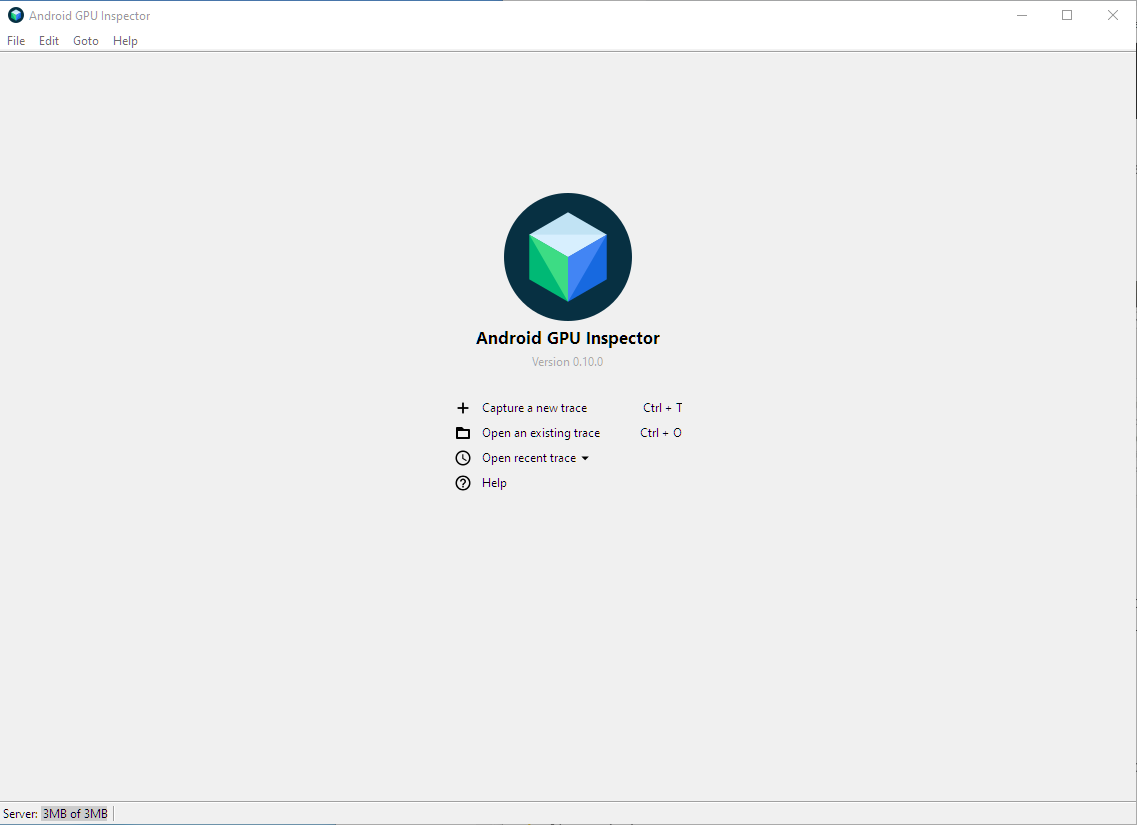 Android GPU Inspector
File Edit Goto Help
Android GPU Inspector
Version 0.10.0
Capture a new trace Ctrl + T
Open an existing trace Ctrl + O
Open recent trace
Help
Server: 3MB of 3MB